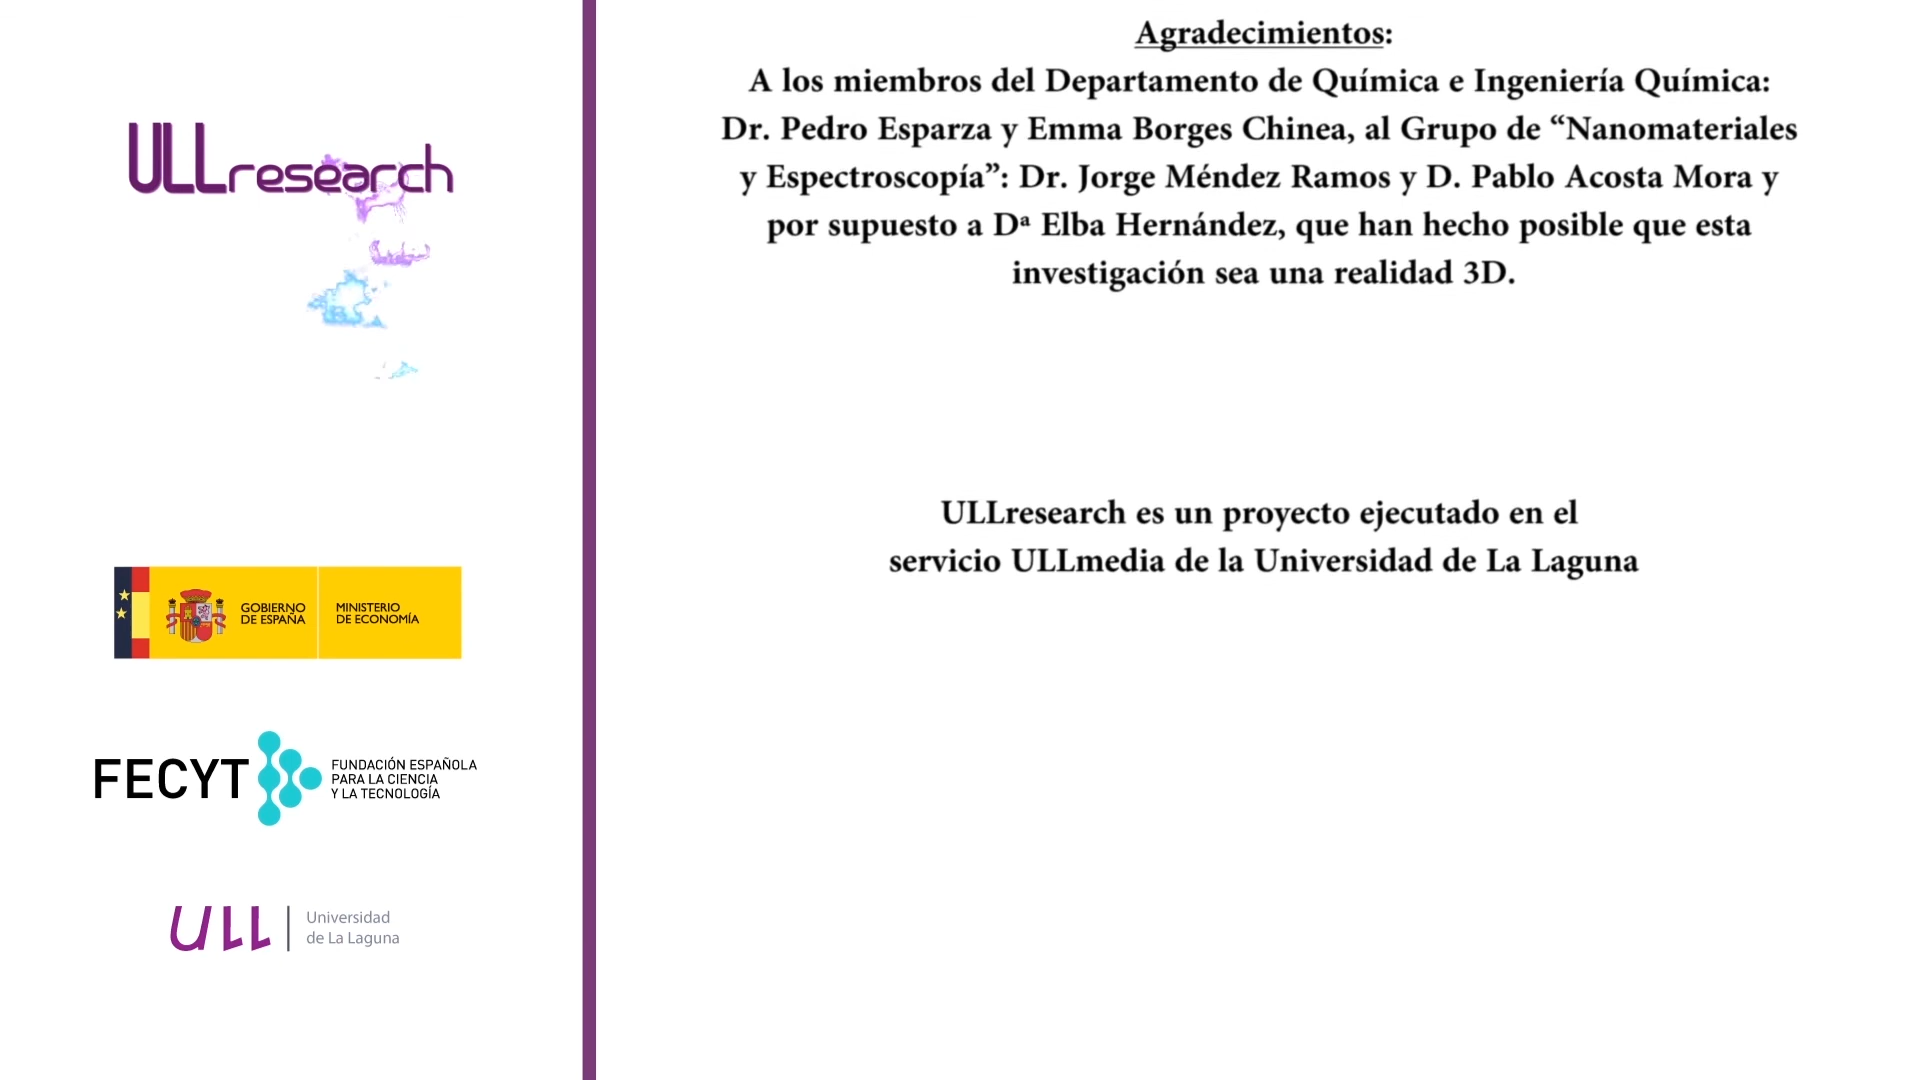 ULLresearch
GOBIERNO
DE ESPAÑA
MINISTERIO
DE ECONOMÍA
FECYT
FUNDACIÓN ESPAÑOLA
PARA LA CIENCIA
Y LA TECNOLOGÍA
ULL
Universidad
de La Laguna
Agradecimientos:
A los miembros del Departamento de Química e Ingeniería Química:
Dr. Pedro Esparza y Emma Borges Chinea, al Grupo de “Nanomateriales
y Espectroscopía”: Dr. Jorge Méndez Ramos y D. Pablo Acosta Mora y
por supuesto a Dª Elba Hernández, que han hecho posible que esta
investigación sea una realidad 3D.
ULLresearch es un proyecto ejecutado en el
servicio ULLmedia de la Universidad de La Laguna